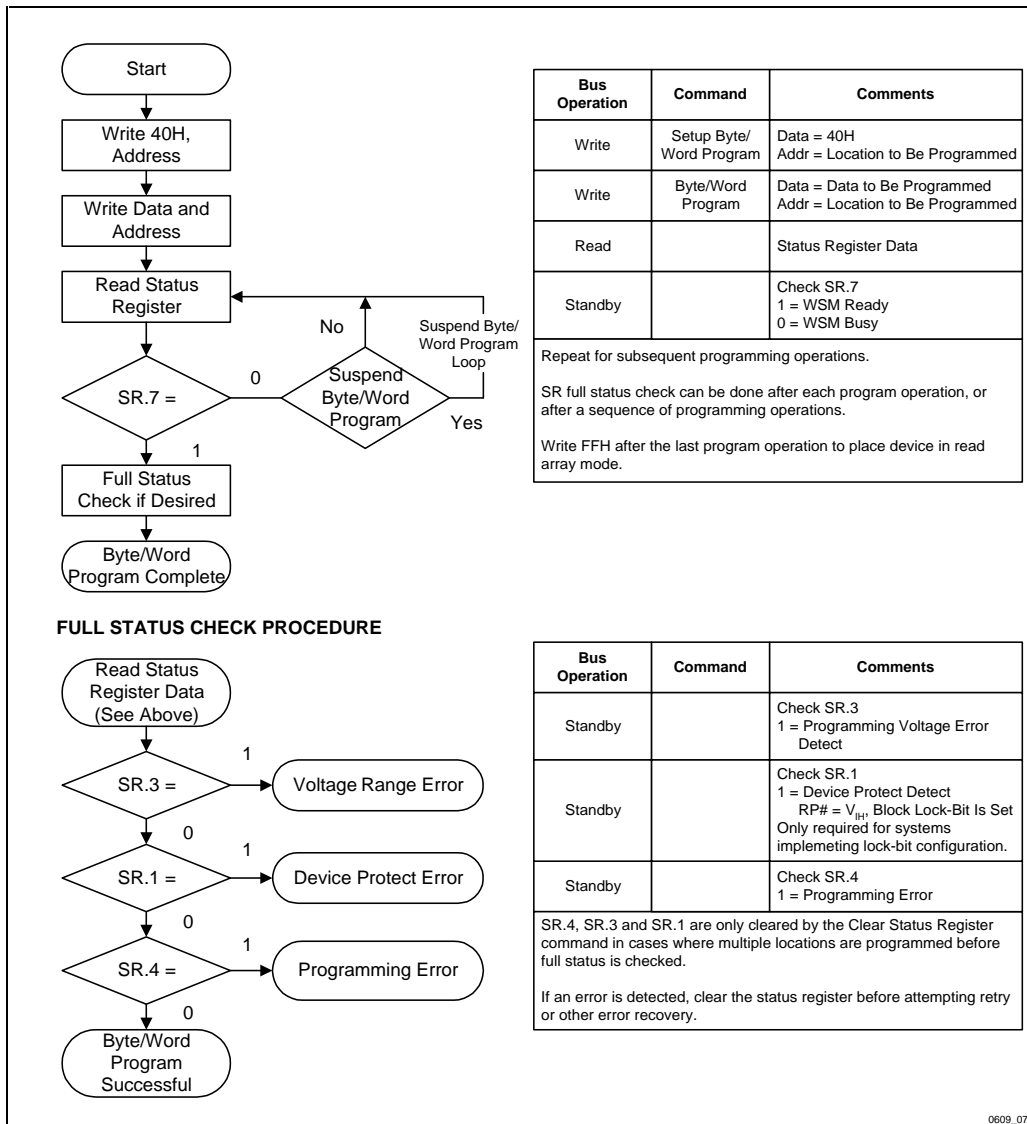 Start
Write 40H,
Address
Write Data and
Address
Read Status
Register
No
Suspend Byte/
Word Program
Loop
SR.7 =
0
Suspend
Byte/Word
Program
Yes
1
Full Status
Check if Desired
Byte/Word
Program Complete
Bus
Operation
Command
Comments
Write
Setup Byte/
Word Program
Data = 40H
Addr = Location to Be Programmed
Write
Byte/Word
Program
Data = Data to Be Programmed
Addr = Location to Be Programmed
Read
Status Register Data
Standby
Check SR.7
1 = WSM Ready
0 = WSM Busy
Repeat for subsequent programming operations.
SR full status check can be done after each program operation, or
after a sequence of programming operations.
Write FFH after the last program operation to place device in read
array mode.
FULL STATUS CHECK PROCEDURE
Read Status
Register Data
(See Above)
SR.3 =
1
Voltage Range Error
0
SR.1 =
1
Device Protect Error
0
SR.4 =
1
Programming Error
0
Byte/Word
Program
Successful
Bus
Operation
Command
Comments
Standby
Check SR.3
1 = Programming Voltage Error
Detect
Standby
Check SR.1
1 = Device Protect Detect
RP# = VIH, Block Lock-Bit Is Set
Only required for systems
implemeting lock-bit configuration.
Standby
Check SR.4
1 = Programming Error
SR.4, SR.3 and SR.1 are only cleared by the Clear Status Register
command in cases where multiple locations are programmed before
full status is checked.
If an error is detected, clear the status register before attempting retry
or other error recovery.
0609_07